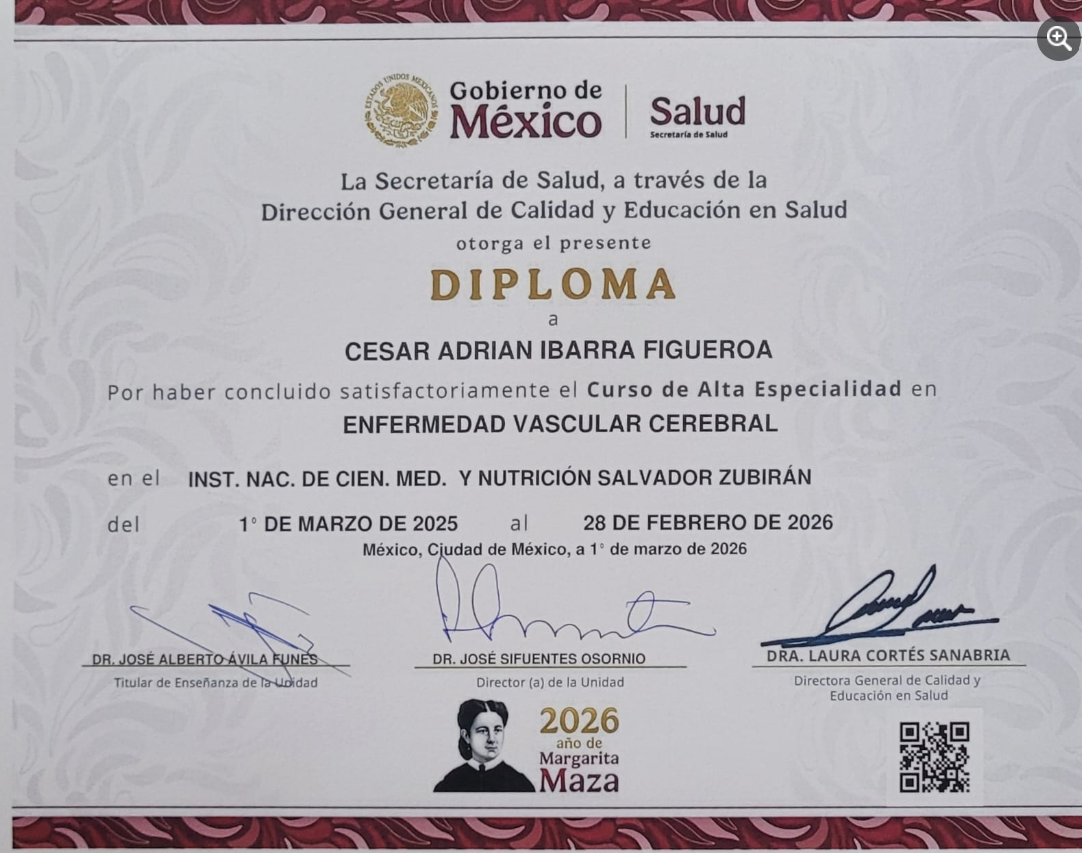 ESTADOS UNIDOS MEXICANOS
Gobierno de
México
Salud
Secretaría de Salud
La Secretaría de Salud, a través de la
Dirección General de Calidad y Educación en Salud
otorga el presente
DIPLOMA
a
CESAR ADRIAN IBARRA FIGUEROA
Por haber concluido satisfactoriamente el Curso de Alta Especialidad en
ENFERMEDAD VASCULAR CEREBRAL
en el INST. NAC. DE CIEN. MED. Y NUTRICIÓN SALVADOR ZUBIRÁN
del 1° DE MARZO DE 2025 al 28 DE FEBRERO DE 2026
México, Ciudad de México, a 1° de marzo de 2026
DR. JOSÉ ALBERTO ÁVILA FUNES
Titular de Enseñanza de la Unidad
DR. JOSÉ SIFUENTES OSORNIO
Director (a) de la Unidad
DRA. LAURA CORTÉS SANABRIA
Directora General de Calidad y
Educación en Salud
2026
año de
Margarita
Maza